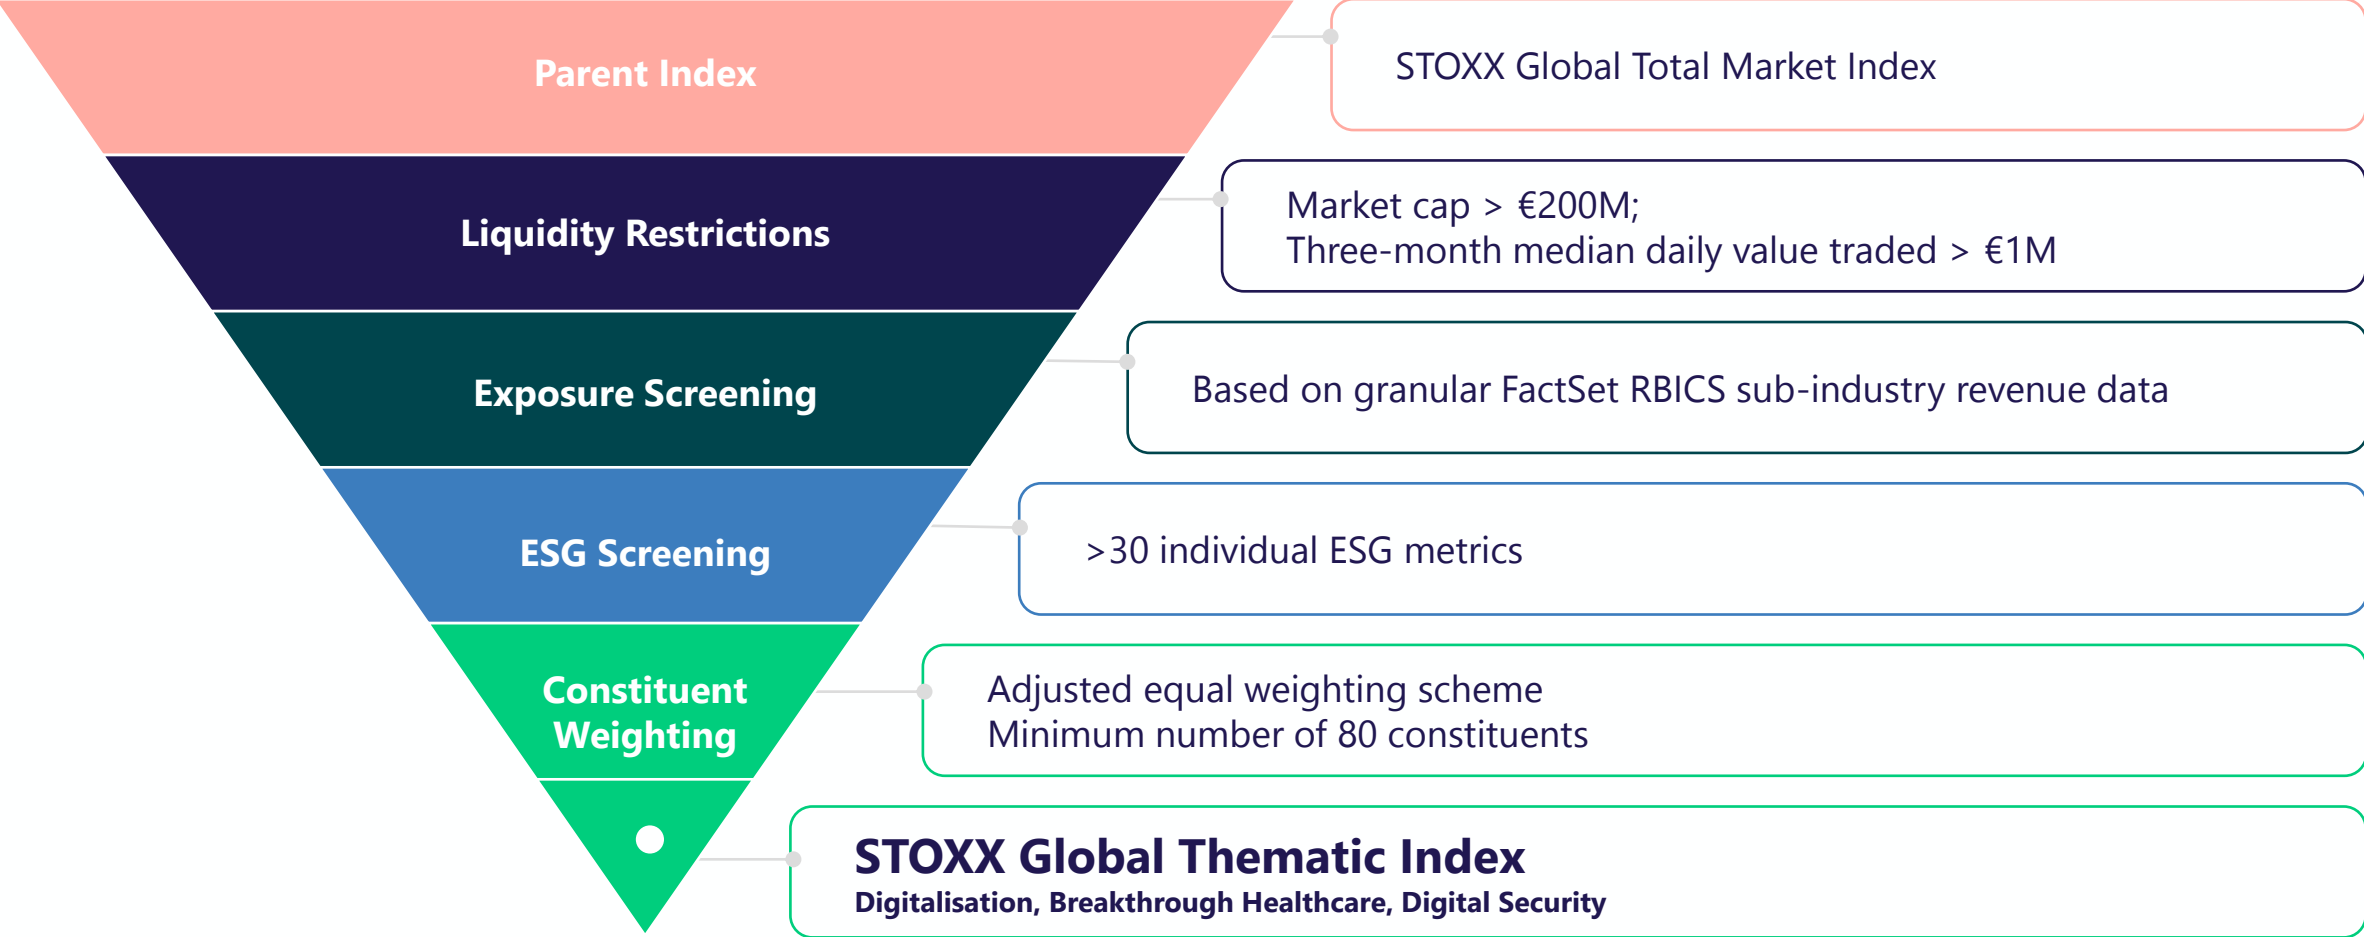 Parent Index
STOXX Global Total Market Index
Liquidity Restrictions
Market cap > €200M;
Three-month median daily value traded > €1M
Exposure Screening
Based on granular FactSet RBICS sub-industry revenue data
ESG Screening
>30 individual ESG metrics
Constituent
Weighting
Adjusted equal weighting scheme
Minimum number of 80 constituents
STOXX Global Thematic Index
Digitalisation, Breakthrough Healthcare, Digital Security